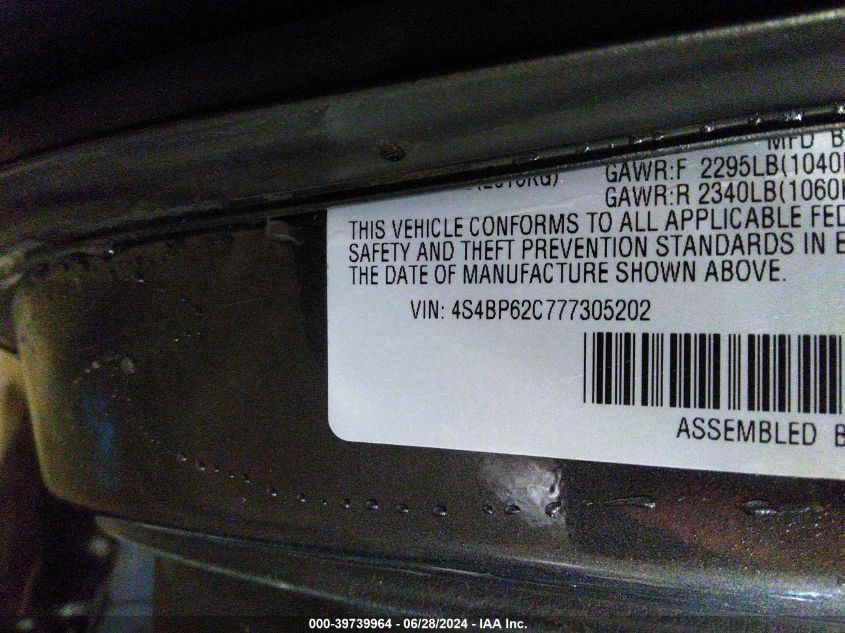 MFD B
GAWR:F 2295LB(1040
GAWR:R 2340LB(1060
THIS VEHICLE CONFORMS TO ALL APPLICABLE FED
SAFETY AND THEFT PREVENTION STANDARDS IN E
THE DATE OF MANUFACTURE SHOWN ABOVE.
VIN: 4S4BP62C777305202
ASSEMBLED B
000-39739964 - 06/28/2024 - IAA Inc.